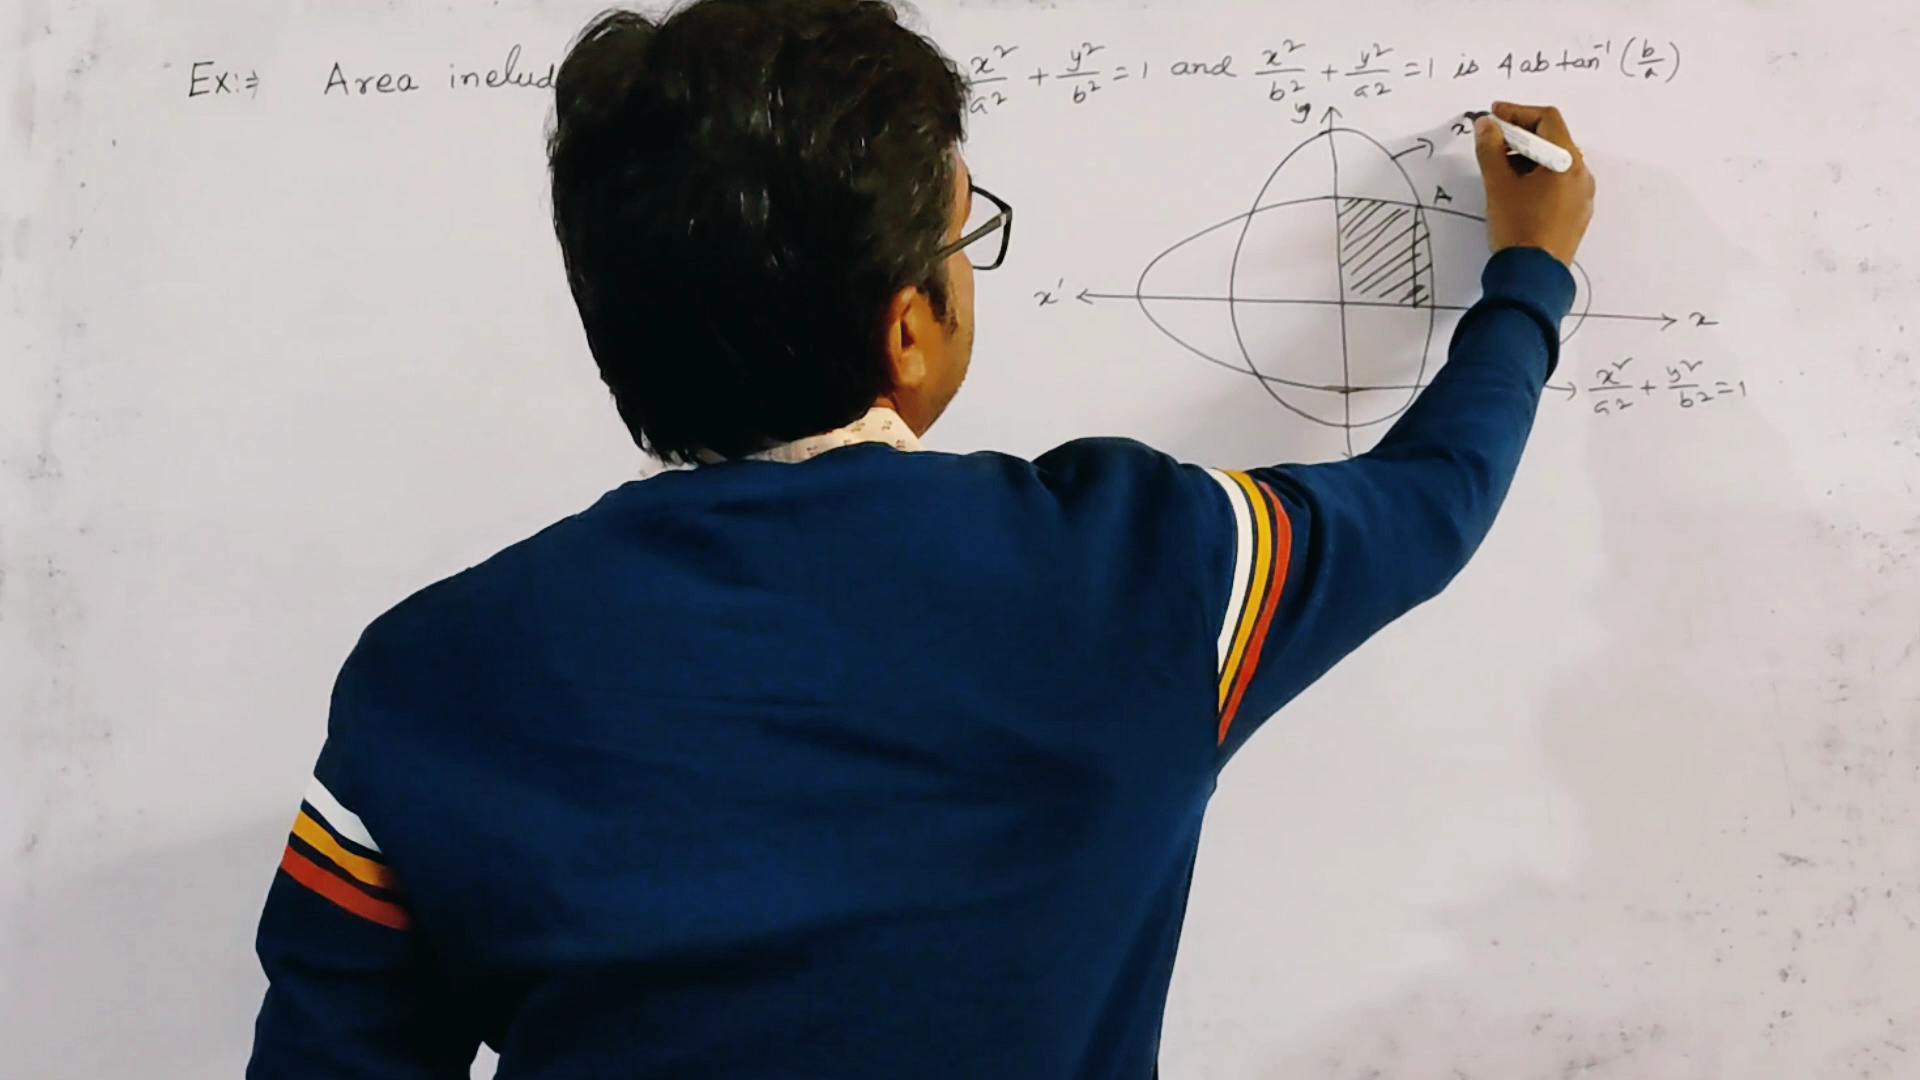 Ex:⇒ Area includ x²/a² + y²/b² = 1 and x²/b² + y²/a² = 1 is 4ab tan⁻¹(b/a)
y
x
A
x'
x
x²/a² + y²/b² = 1